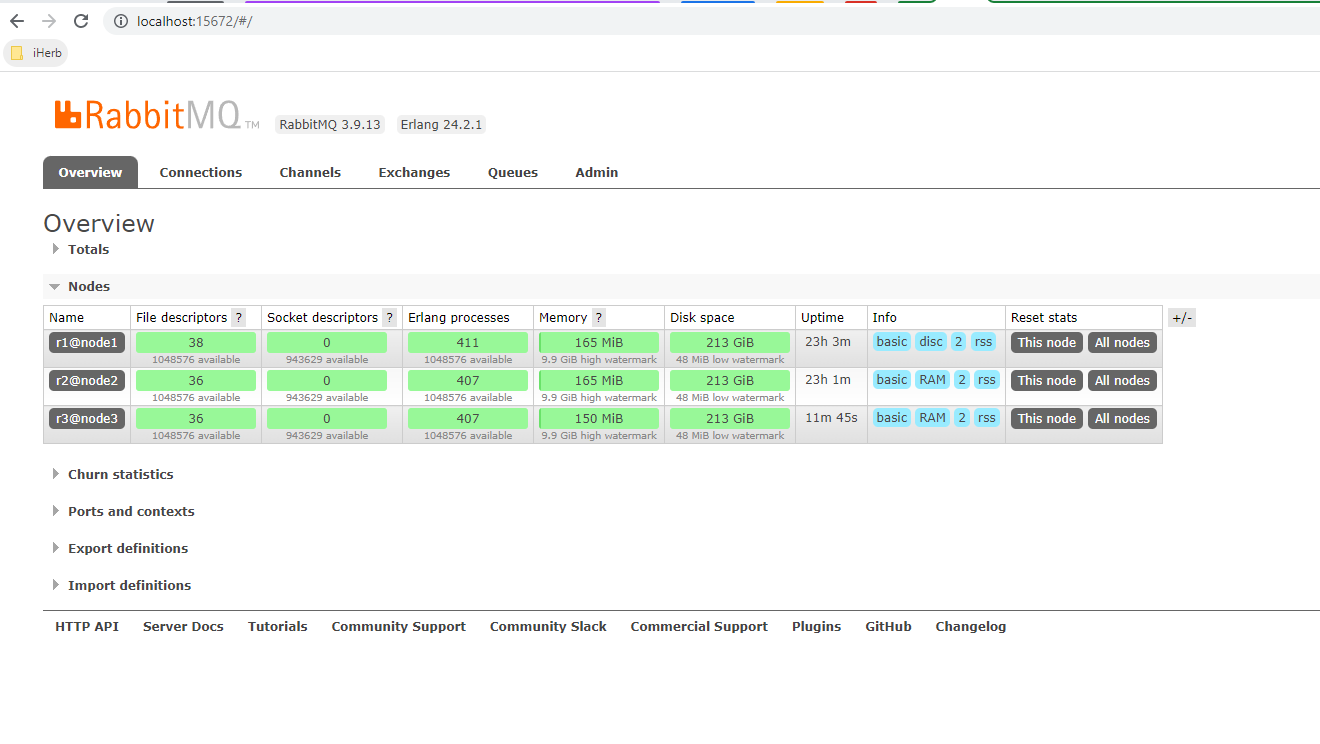 localhost:15672/#/
iHerb
RabbitMQ TM RabbitMQ 3.9.13 Erlang 24.2.1
Overview Connections Channels Exchanges Queues Admin
Overview
Totals
Nodes
Name File descriptors ? Socket descriptors ? Erlang processes Memory ? Disk space Uptime Info Reset stats +/-
r1@node1 38 0 411 165 MiB 213 GiB 23h 3m basic disc 2 rss This node All nodes
1048576 available 943629 available 1048576 available 9.9 GiB high watermark 48 MiB low watermark
r2@node2 36 0 407 165 MiB 213 GiB 23h 1m basic RAM 2 rss This node All nodes
1048576 available 943629 available 1048576 available 9.9 GiB high watermark 48 MiB low watermark
r3@node3 36 0 407 150 MiB 213 GiB 11m 45s basic RAM 2 rss This node All nodes
1048576 available 943629 available 1048576 available 9.9 GiB high watermark 48 MiB low watermark
Churn statistics
Ports and contexts
Export definitions
Import definitions
HTTP API Server Docs Tutorials Community Support Community Slack Commercial Support Plugins GitHub Changelog